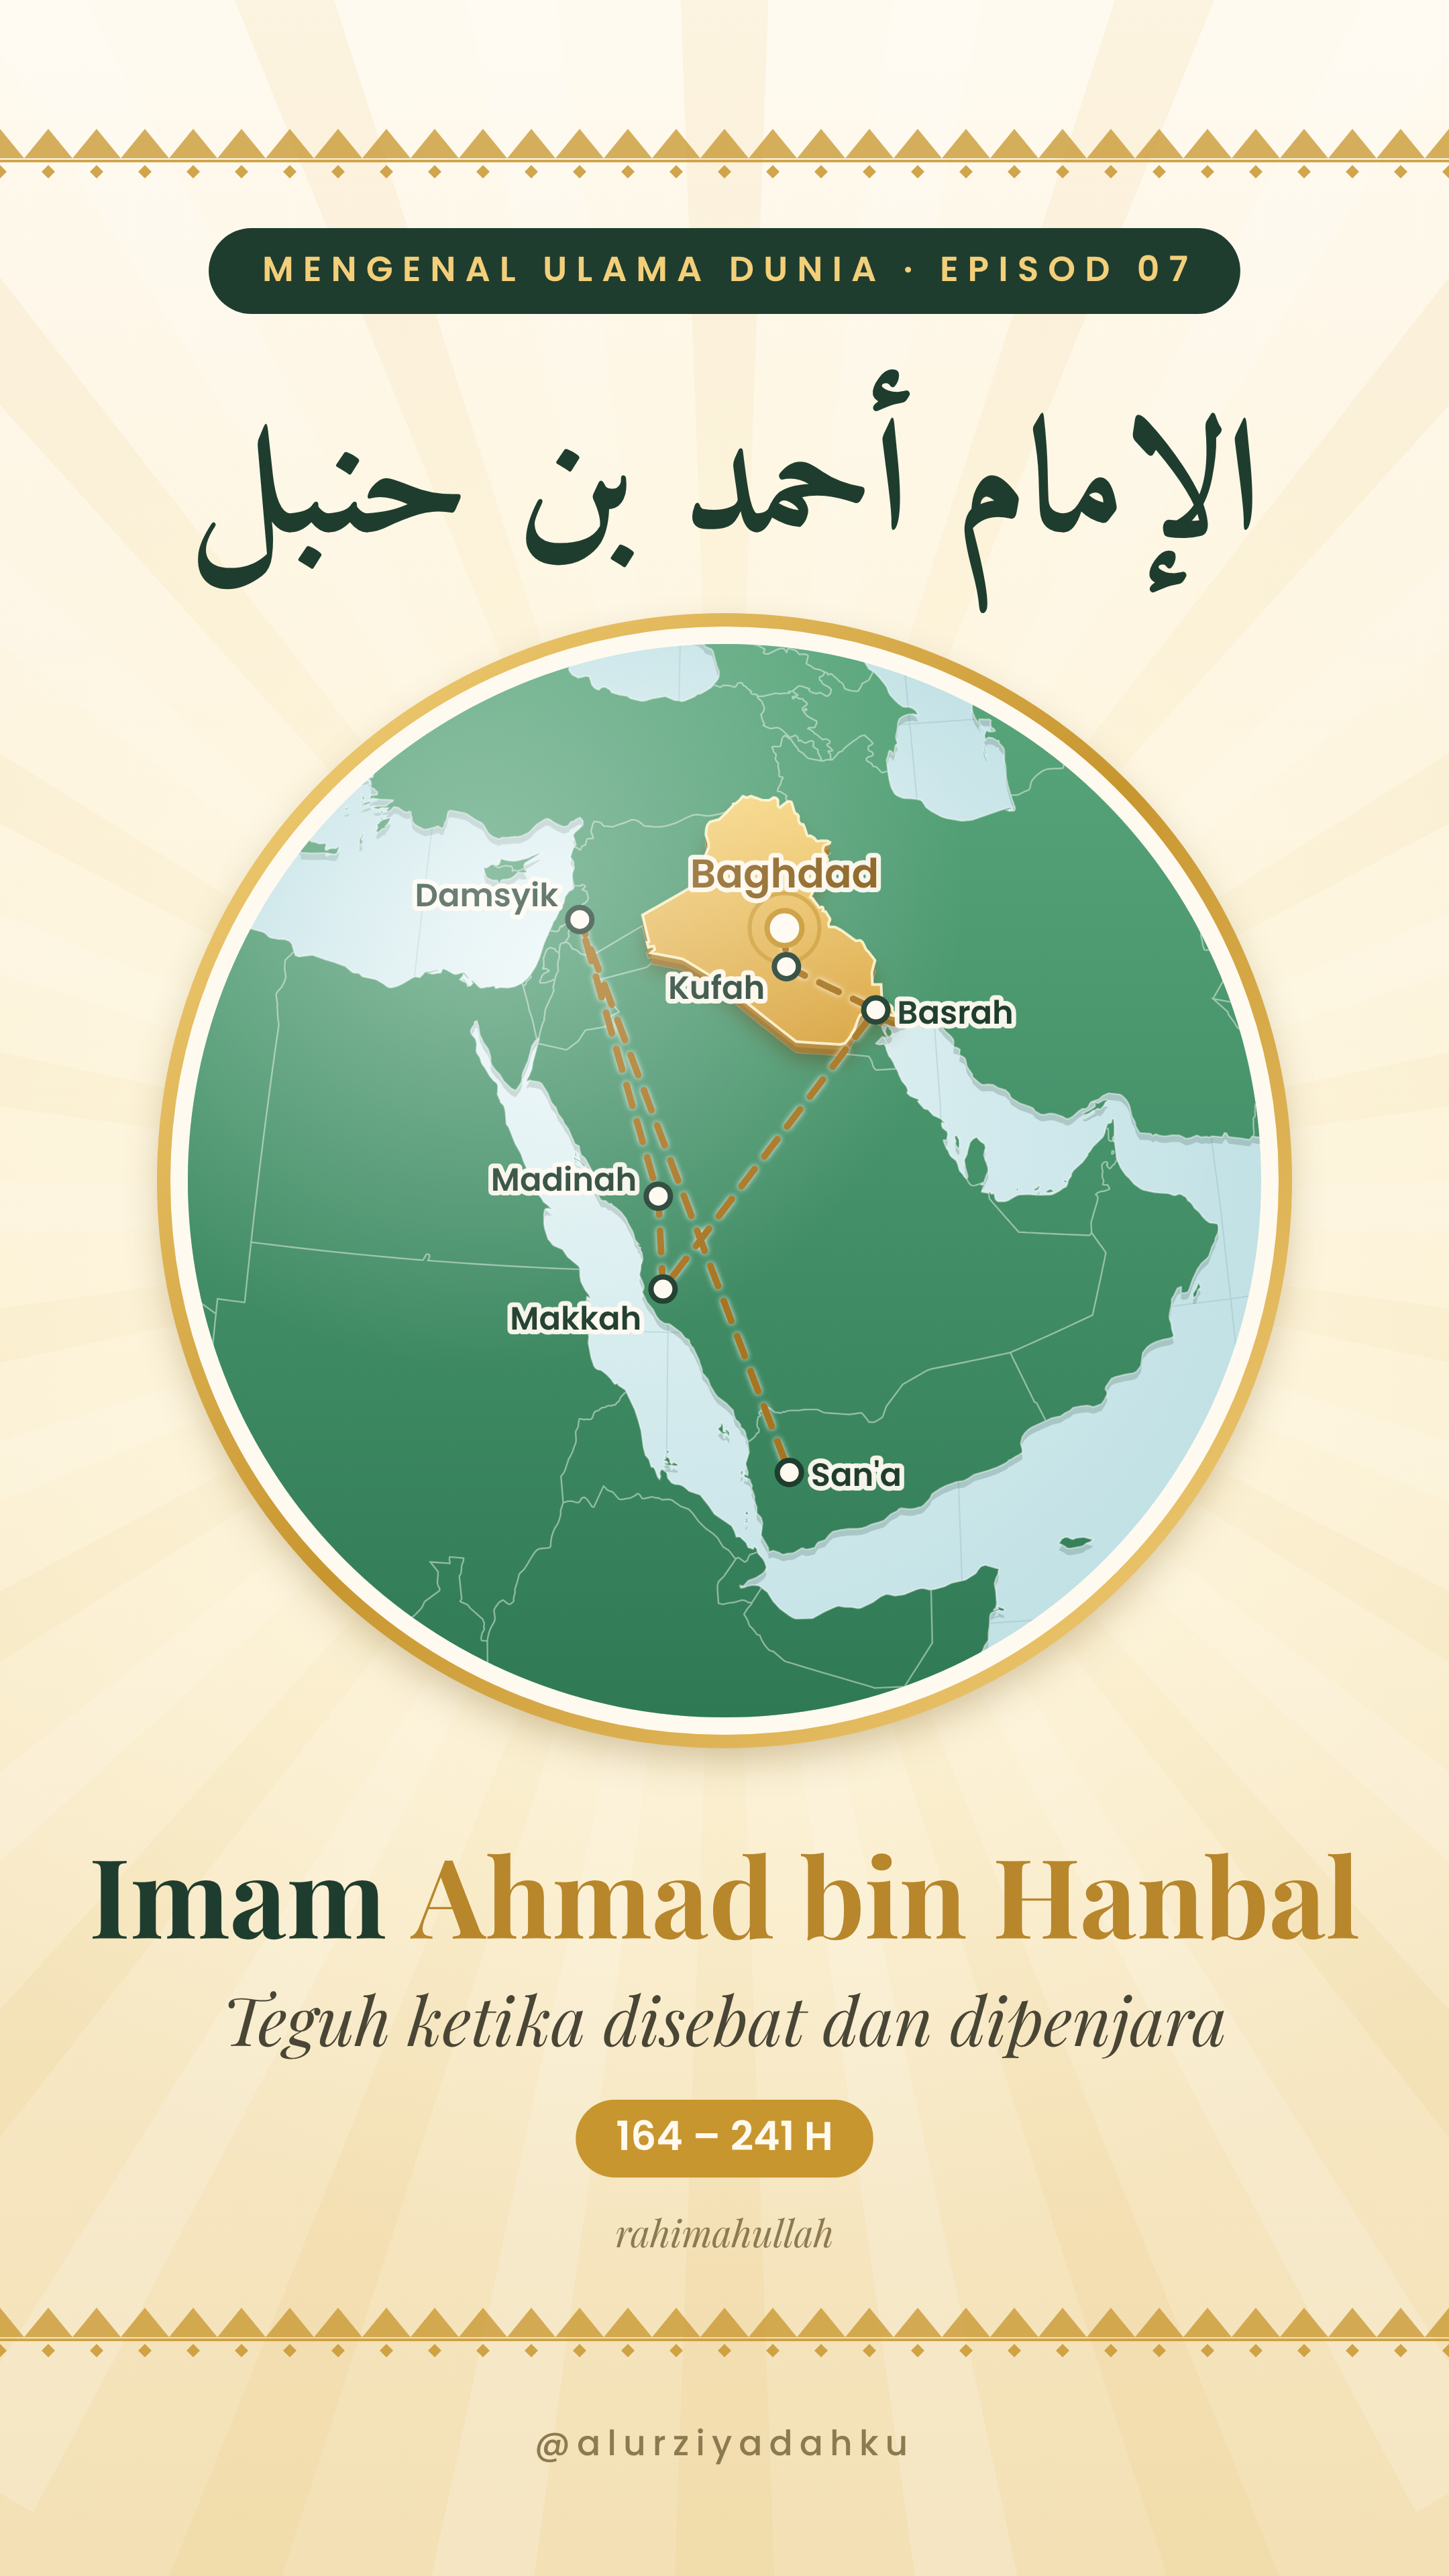 MENGENAL ULAMA DUNIA · EPISOD 07
الإمام أحمد بن حنبل
Baghdad
Damsyik
Kufah
Basrah
Madinah
Makkah
San'a
Imam Ahmad bin Hanbal
Teguh ketika disebat dan dipenjara
164 – 241 H
rahimahullah
@alurziyadahku